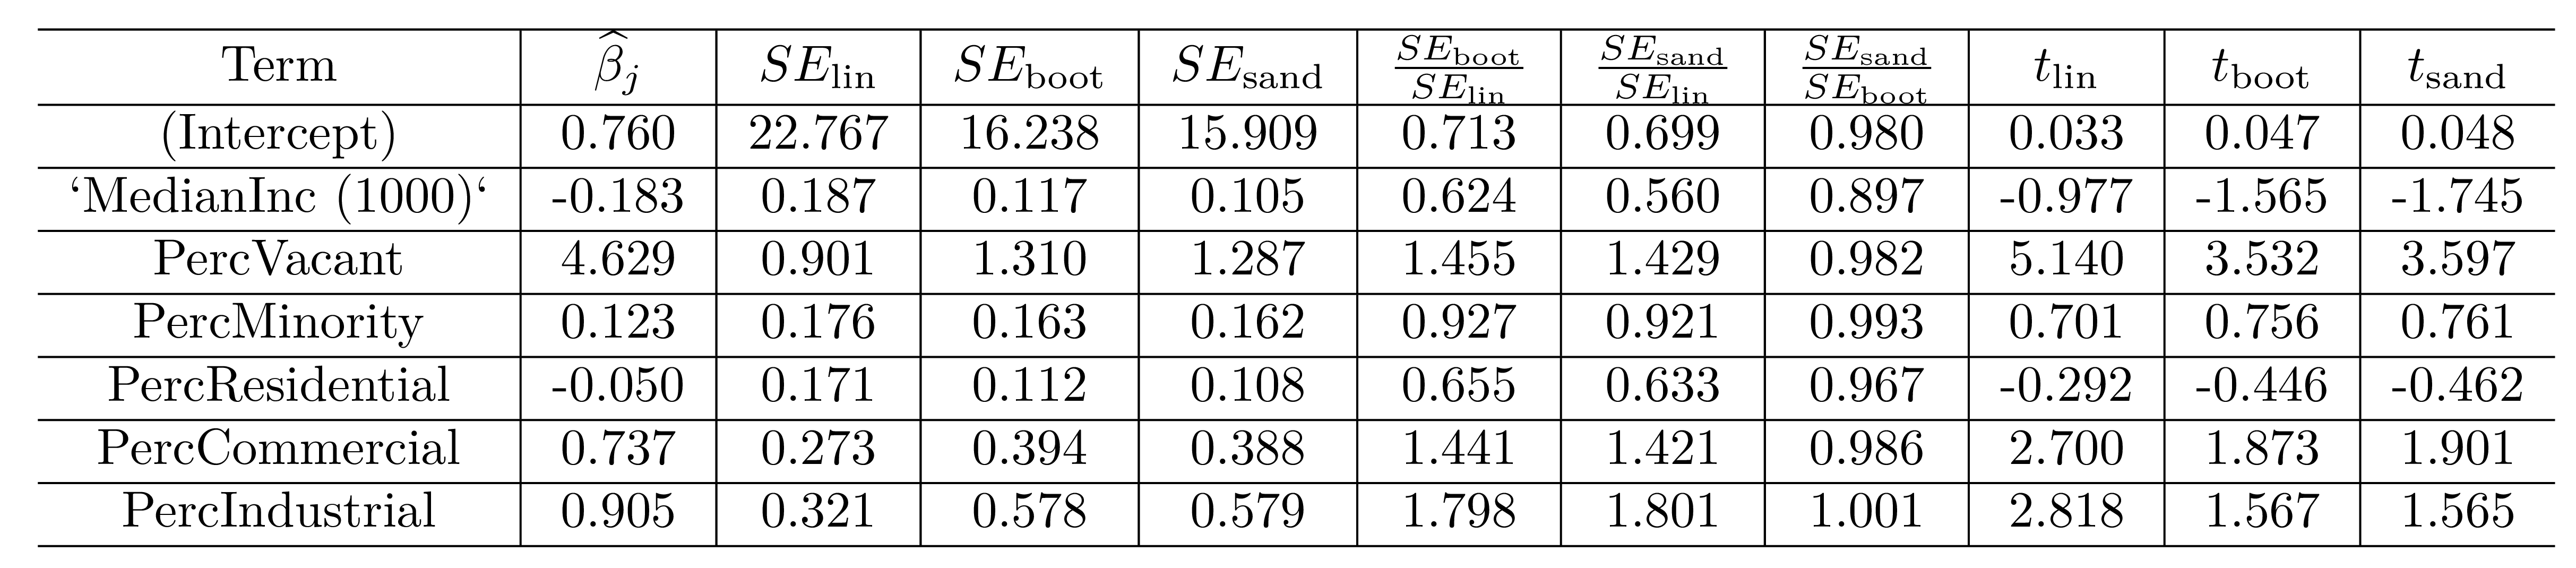 Term $\widehat{\beta}_j$ $SE_{\text{lin}}$ $SE_{\text{boot}}$ $SE_{\text{sand}}$ $\frac{SE_{\text{boot}}}{SE_{\text{lin}}}$ $\frac{SE_{\text{sand}}}{SE_{\text{lin}}}$ $\frac{SE_{\text{sand}}}{SE_{\text{boot}}}$ $t_{\text{lin}}$ $t_{\text{boot}}$ $t_{\text{sand}}$
(Intercept) 0.760 22.767 16.238 15.909 0.713 0.699 0.980 0.033 0.047 0.048
‘MedianInc (1000)‘ -0.183 0.187 0.117 0.105 0.624 0.560 0.897 -0.977 -1.565 -1.745
PercVacant 4.629 0.901 1.310 1.287 1.455 1.429 0.982 5.140 3.532 3.597
PercMinority 0.123 0.176 0.163 0.162 0.927 0.921 0.993 0.701 0.756 0.761
PercResidential -0.050 0.171 0.112 0.108 0.655 0.633 0.967 -0.292 -0.446 -0.462
PercCommercial 0.737 0.273 0.394 0.388 1.441 1.421 0.986 2.700 1.873 1.901
PercIndustrial 0.905 0.321 0.578 0.579 1.798 1.801 1.001 2.818 1.567 1.565